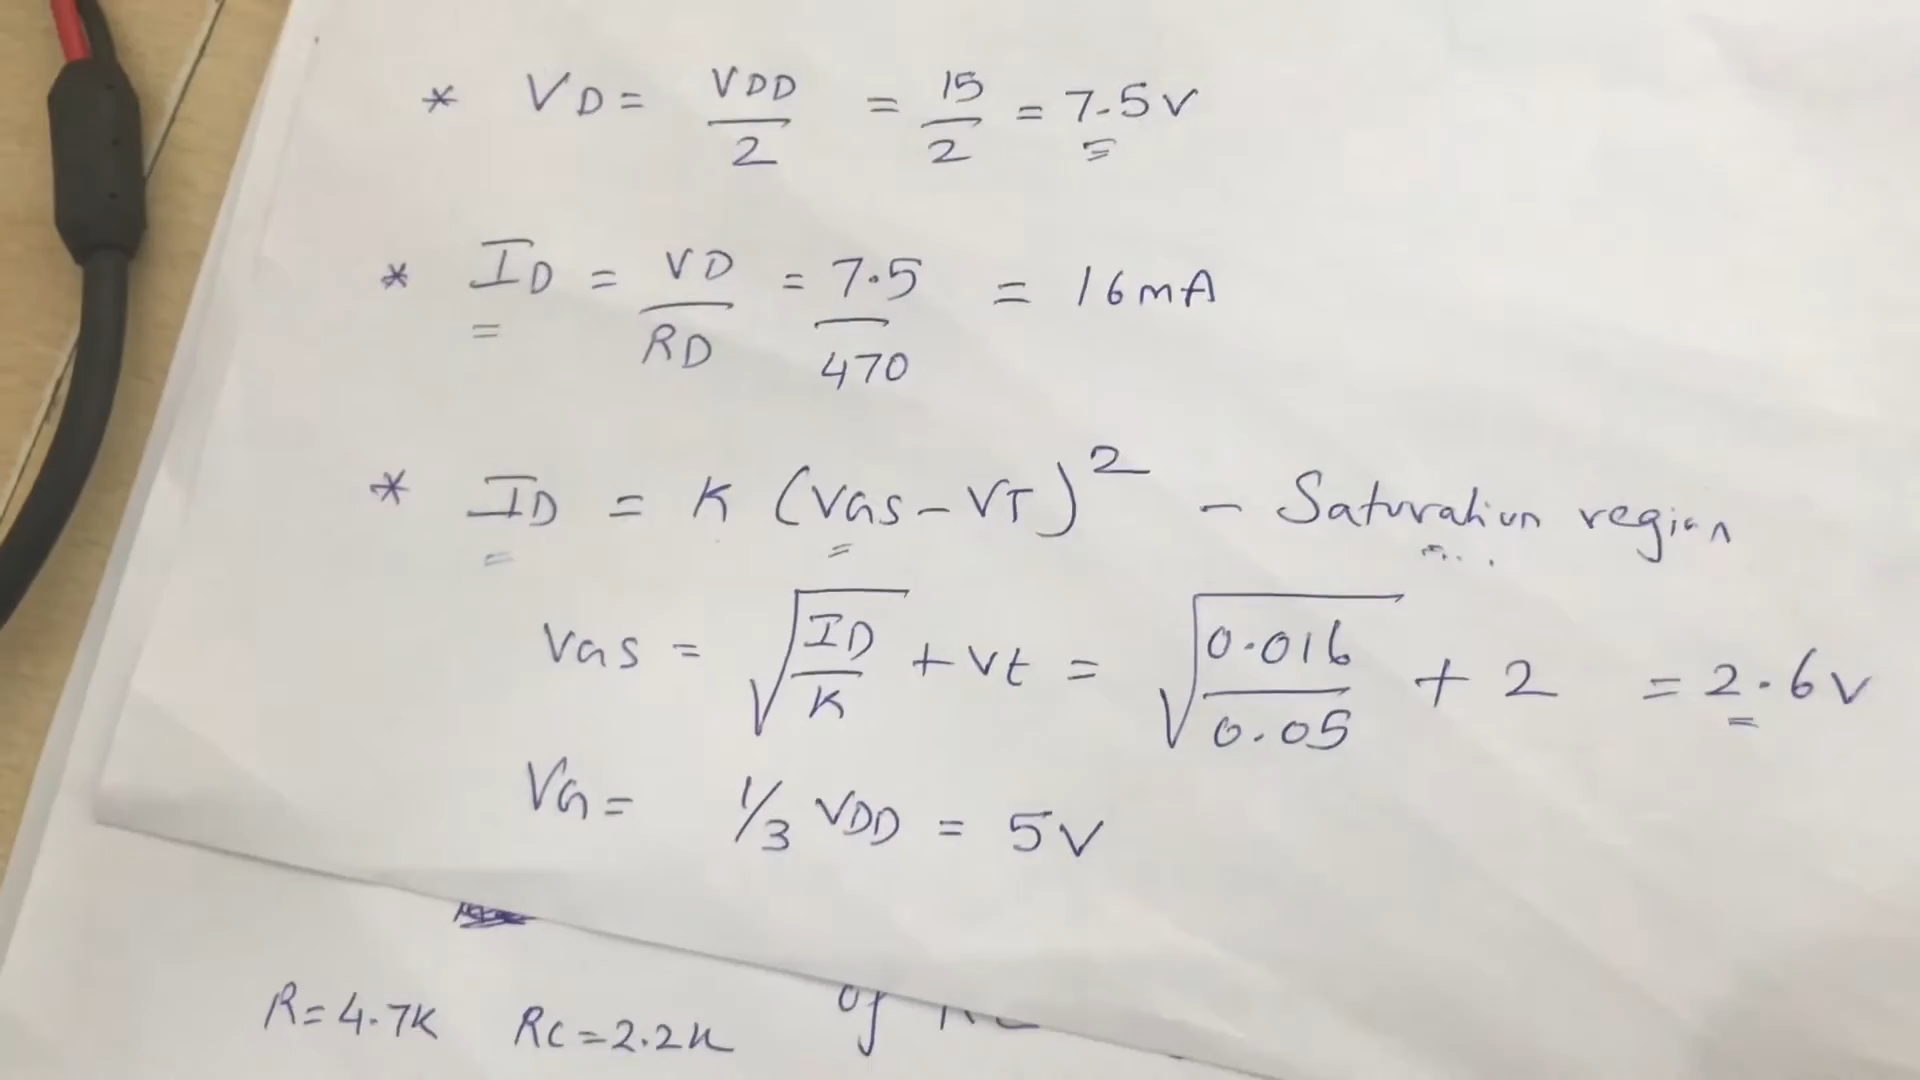 * VD = VDD/2 = 15/2 = 7.5V
* ID = VD/RD = 7.5/470 = 16mA
* ID = K (VGS - VT)² - Saturation region
VGS = √(ID/K) + Vt = √(0.016/0.05) + 2 = 2.6V
VG = 1/3 VDD = 5V
R=4.7K RC=2.2K of